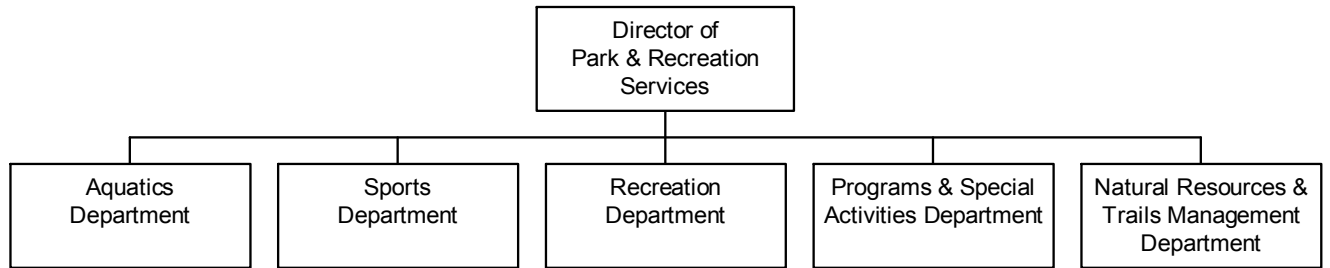 Director of
Park & Recreation
Services
Aquatics
Department
Sports
Department
Recreation
Department
Programs & Special
Activities Department
Natural Resources &
Trails Management
Department